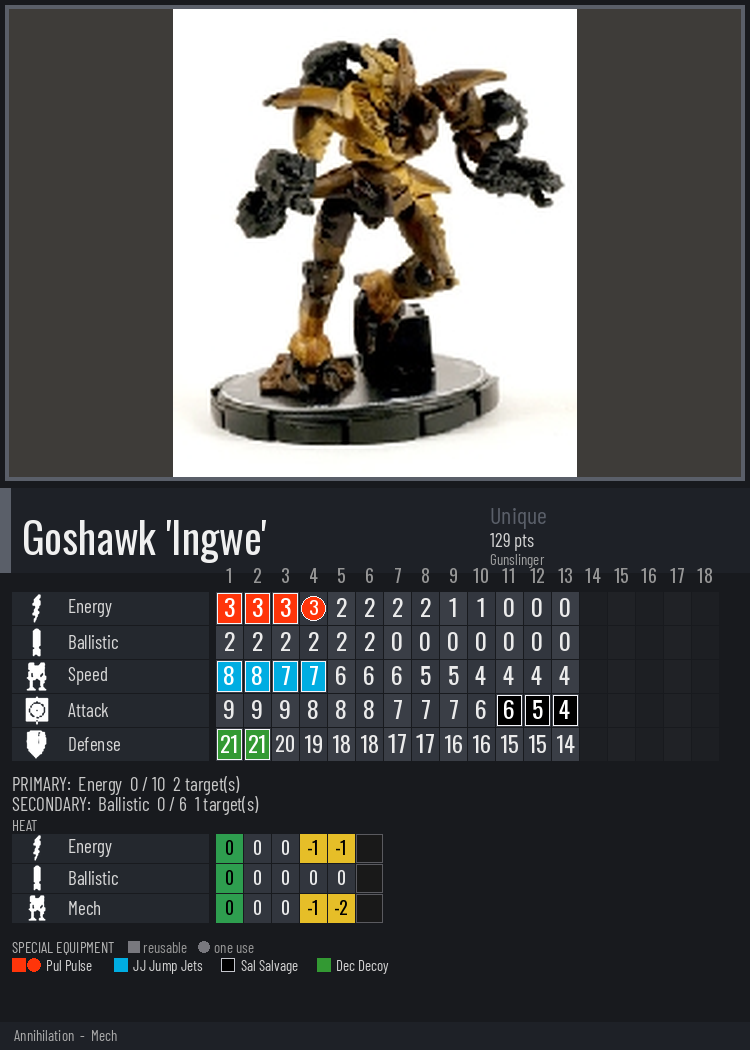 Goshawk 'Ingwe'
Unique
129 pts
Gunslinger
1 2 3 4 5 6 7 8 9 10 11 12 13 14 15 16 17 18
Energy 3 3 3 3 2 2 2 2 1 1 0 0 0
Ballistic 2 2 2 2 2 2 0 0 0 0 0 0 0
Speed 8 8 7 7 6 6 6 5 5 4 4 4 4
Attack 9 9 9 8 8 8 7 7 7 6 6 5 4
Defense 21 21 20 19 18 18 17 17 16 16 15 15 14
PRIMARY: Energy 0 / 10 2 target(s)
SECONDARY: Ballistic 0 / 6 1 target(s)
HEAT
Energy 0 0 0 -1 -1
Ballistic 0 0 0 0 0
Mech 0 0 0 -1 -2
SPECIAL EQUIPMENT reusable one use
Pul Pulse JJ Jump Jets Sal Salvage Dec Decoy
Annihilation - Mech